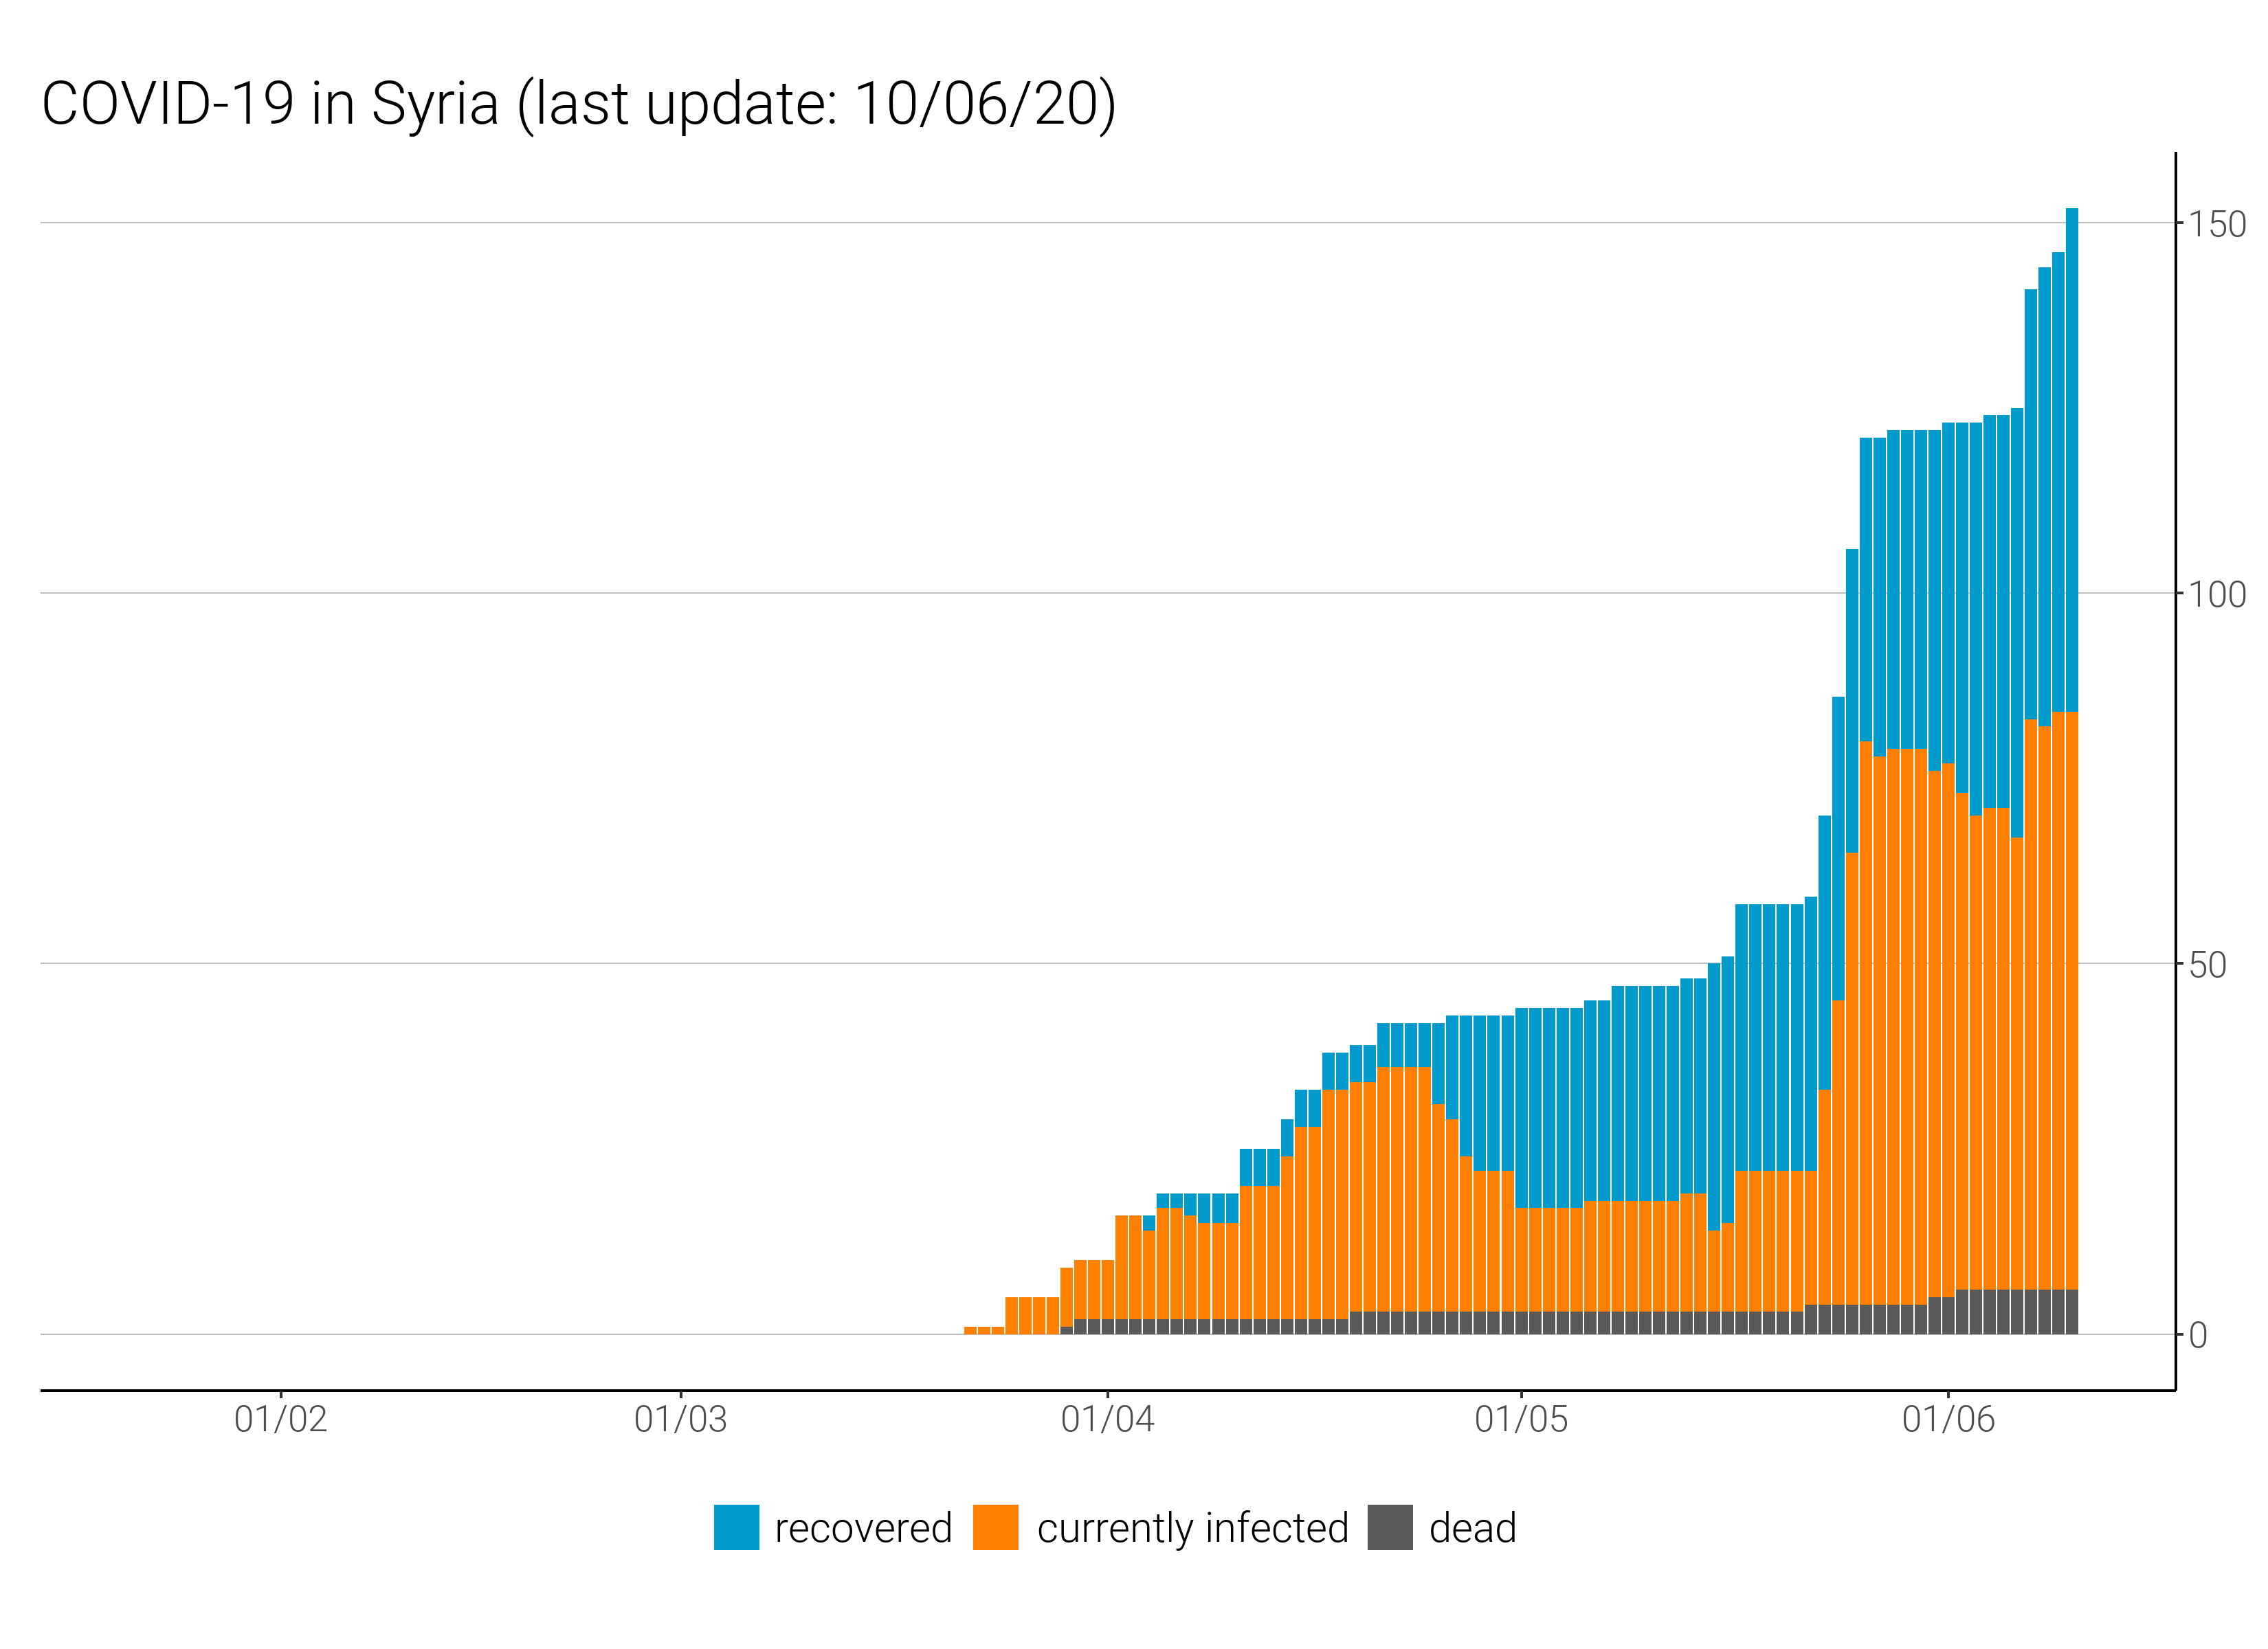 COVID-19 in Syria (last update: 10/06/20)
150
100
50
0
01/02 01/03 01/04 01/05 01/06
recovered currently infected dead